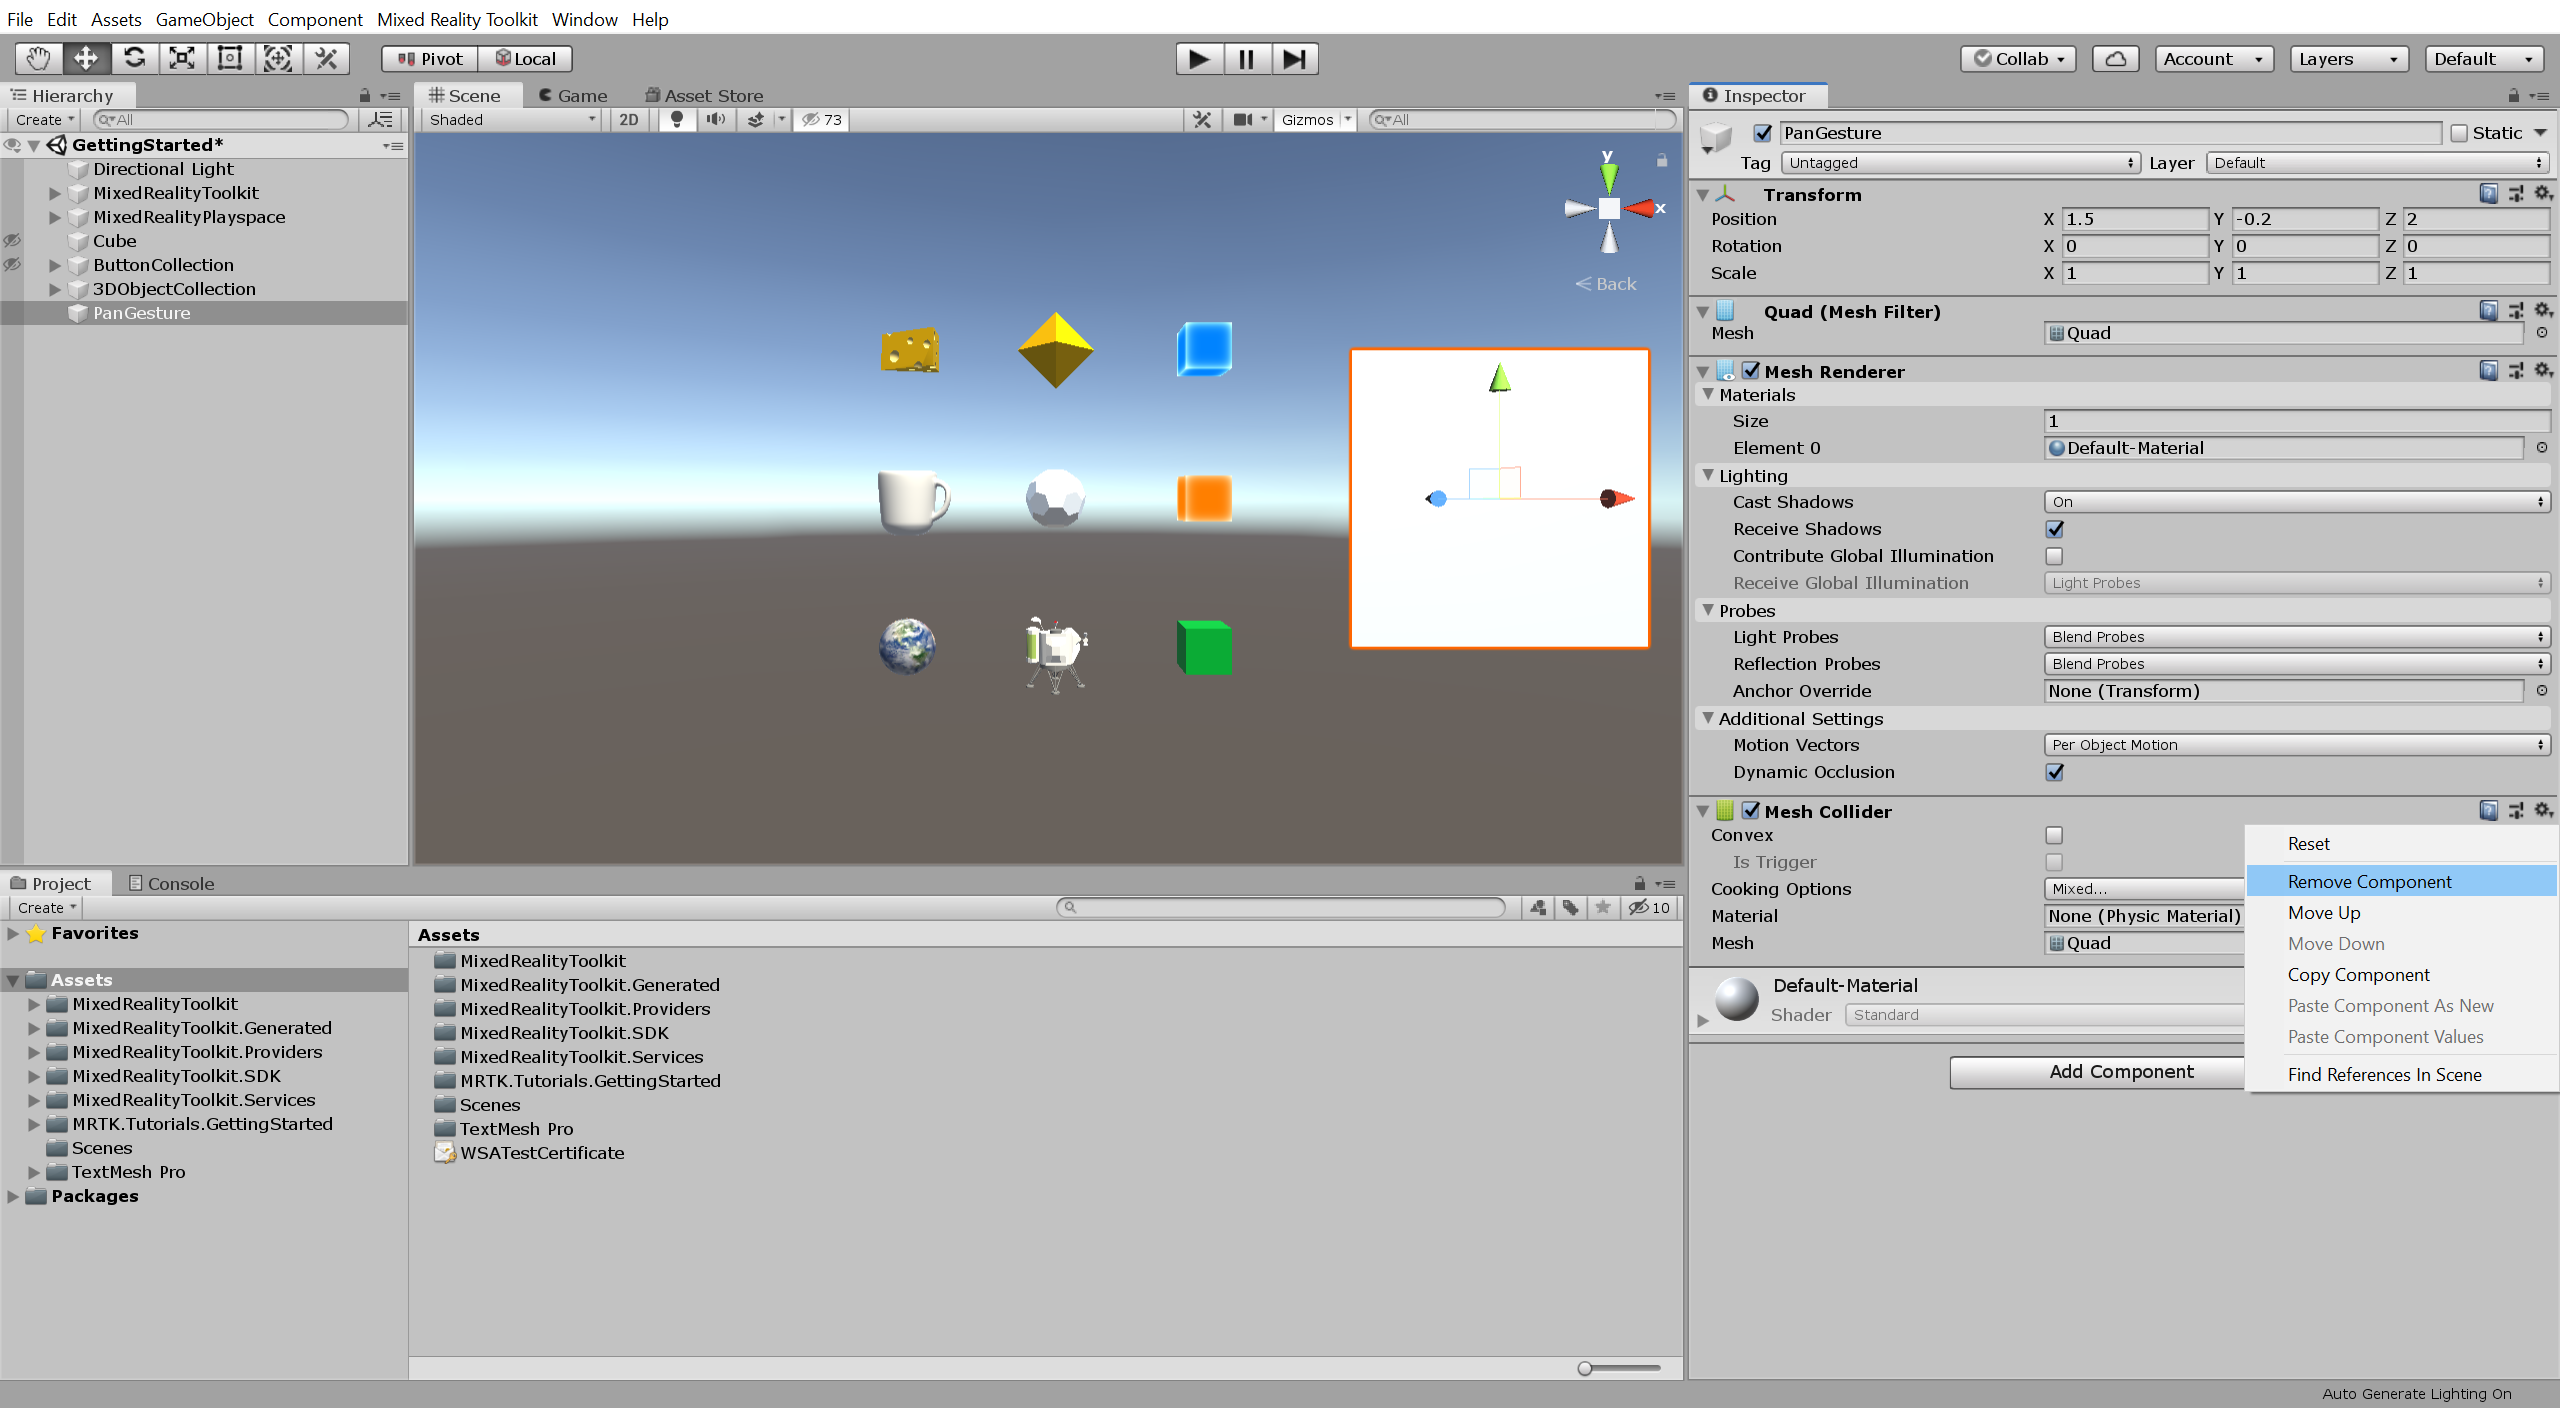 File Edit Assets GameObject Component Mixed Reality Toolkit Window Help
Pivot Local
Collab Account Layers Default
Hierarchy
Create All
GettingStarted*
Directional Light
MixedRealityToolkit
MixedRealityPlayspace
Cube
ButtonCollection
3DObjectCollection
PanGesture
Scene Game Asset Store
Shaded 2D 73 Gizmos All
y
x
Back
Inspector
PanGesture Static
Tag Untagged Layer Default
Transform
Position X 1.5 Y -0.2 Z 2
Rotation X 0 Y 0 Z 0
Scale X 1 Y 1 Z 1
Quad (Mesh Filter)
Mesh Quad
Mesh Renderer
Materials
Size 1
Element 0 Default-Material
Lighting
Cast Shadows On
Receive Shadows
Contribute Global Illumination
Receive Global Illumination Light Probes
Probes
Light Probes Blend Probes
Reflection Probes Blend Probes
Anchor Override None (Transform)
Additional Settings
Motion Vectors Per Object Motion
Dynamic Occlusion
Mesh Collider
Convex
Is Trigger
Cooking Options Mixed...
Material None (Physic Material)
Mesh Quad
Default-Material
Shader Standard
Add Component
Reset
Remove Component
Move Up
Move Down
Copy Component
Paste Component As New
Paste Component Values
Find References In Scene
Project Console
Create 10
Favorites
Assets
MixedRealityToolkit
MixedRealityToolkit.Generated
MixedRealityToolkit.Providers
MixedRealityToolkit.SDK
MixedRealityToolkit.Services
MRTK.Tutorials.GettingStarted
Scenes
TextMesh Pro
Packages
Assets
MixedRealityToolkit
MixedRealityToolkit.Generated
MixedRealityToolkit.Providers
MixedRealityToolkit.SDK
MixedRealityToolkit.Services
MRTK.Tutorials.GettingStarted
Scenes
TextMesh Pro
WSATestCertificate
Auto Generate Lighting On